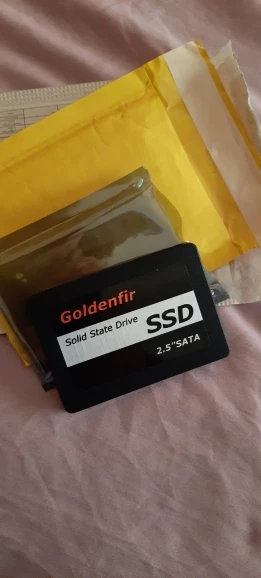 Goldenfir
Solid State Drive
SSD
2.5"SATA